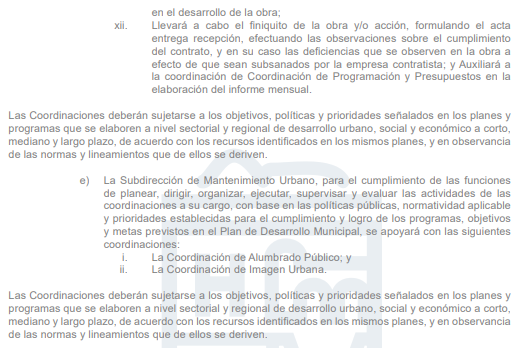 en el desarrollo de la obra;
xii. Llevará a cabo el finiquito de la obra y/o acción, formulando el acta
entrega recepción, efectuando las observaciones sobre el cumplimiento
del contrato, y en su caso las deficiencias que se observen en la obra a
efecto de que sean subsanados por la empresa contratista; y Auxiliará a
la coordinación de Coordinación de Programación y Presupuestos en la
elaboración del informe mensual.
Las Coordinaciones deberán sujetarse a los objetivos, políticas y prioridades señalados en los planes y
programas que se elaboren a nivel sectorial y regional de desarrollo urbano, social y económico a corto,
mediano y largo plazo, de acuerdo con los recursos identificados en los mismos planes, y en observancia
de las normas y lineamientos que de ellos se deriven.
e) La Subdirección de Mantenimiento Urbano, para el cumplimiento de las funciones
de planear, dirigir, organizar, ejecutar, supervisar y evaluar las actividades de las
coordinaciones a su cargo, con base en las políticas públicas, normatividad aplicable
y prioridades establecidas para el cumplimiento y logro de los programas, objetivos
y metas previstos en el Plan de Desarrollo Municipal, se apoyará con las siguientes
coordinaciones:
i. La Coordinación de Alumbrado Público; y
ii. La Coordinación de Imagen Urbana.
Las Coordinaciones deberán sujetarse a los objetivos, políticas y prioridades señalados en los planes y
programas que se elaboren a nivel sectorial y regional de desarrollo urbano, social y económico a corto,
mediano y largo plazo, de acuerdo con los recursos identificados en los mismos planes, y en observancia
de las normas y lineamientos que de ellos se deriven.